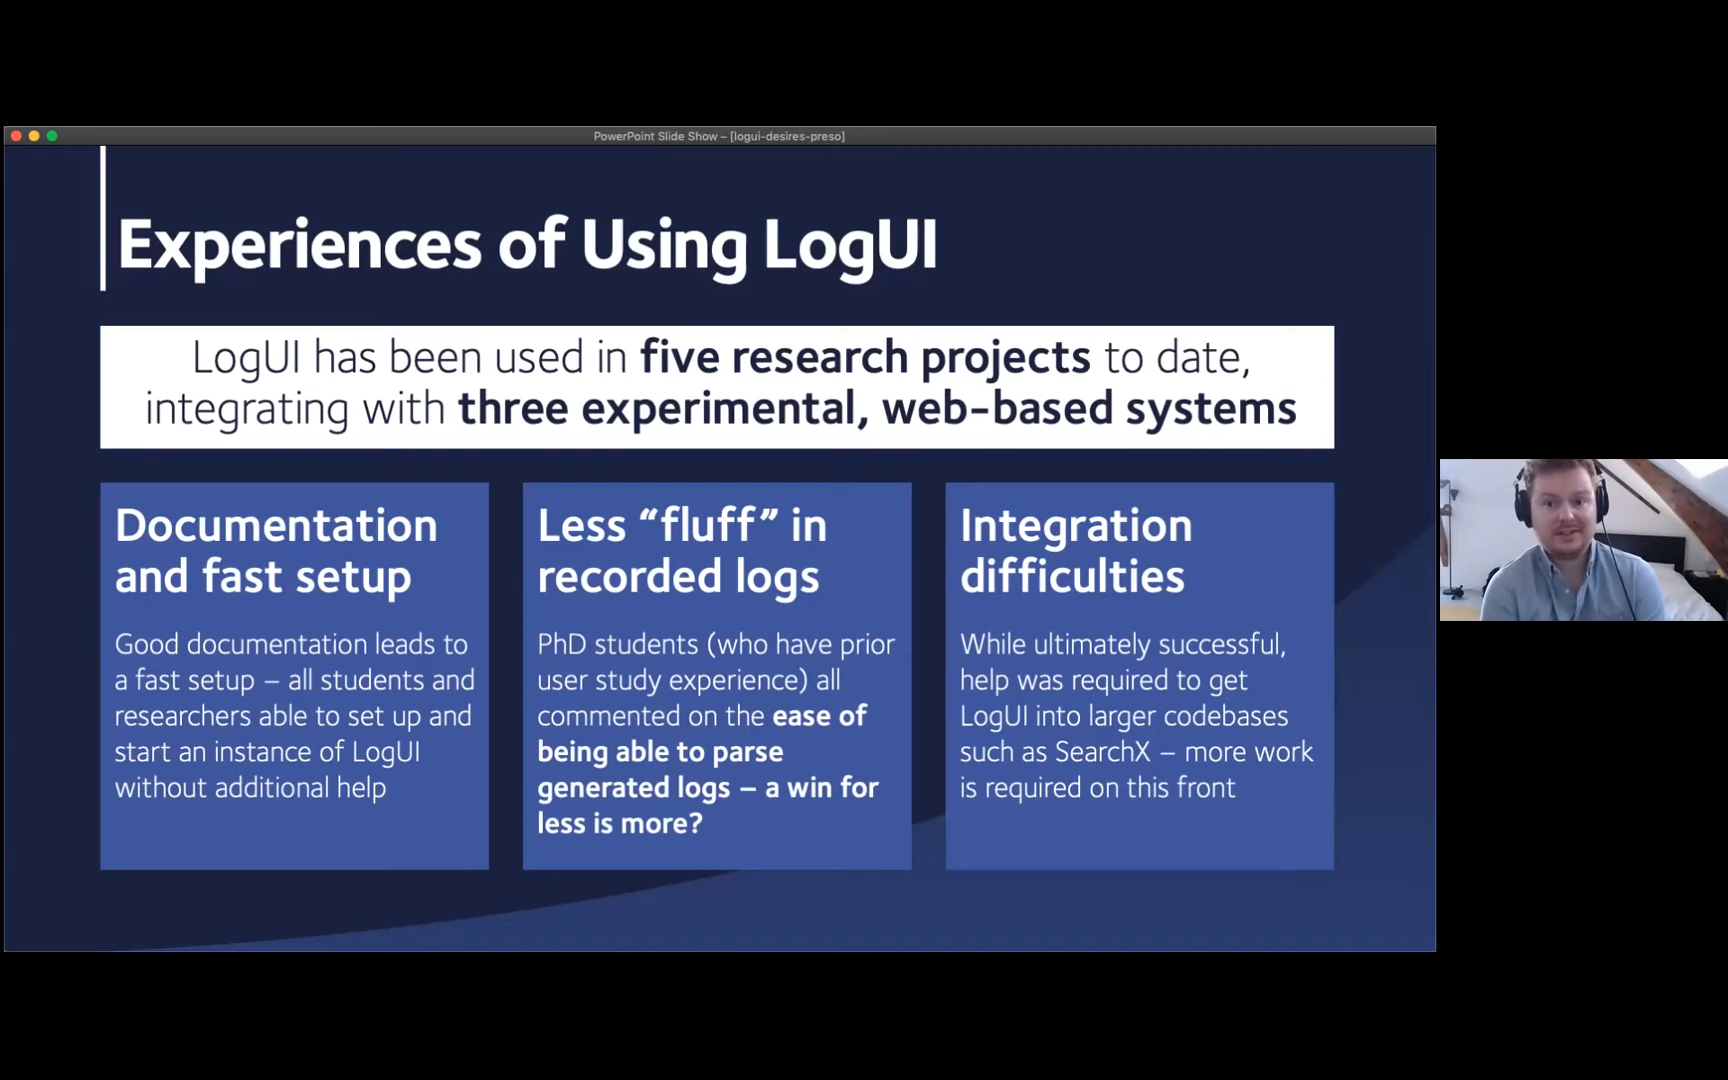 PowerPoint Slide Show – [logui-desires-preso]
Experiences of Using LogUI
LogUI has been used in five research projects to date,
integrating with three experimental, web-based systems
Documentation
and fast setup
Good documentation leads to
a fast setup – all students and
researchers able to set up and
start an instance of LogUI
without additional help
Less “fluff” in
recorded logs
PhD students (who have prior
user study experience) all
commented on the ease of
being able to parse
generated logs – a win for
less is more?
Integration
difficulties
While ultimately successful,
help was required to get
LogUI into larger codebases
such as SearchX – more work
is required on this front